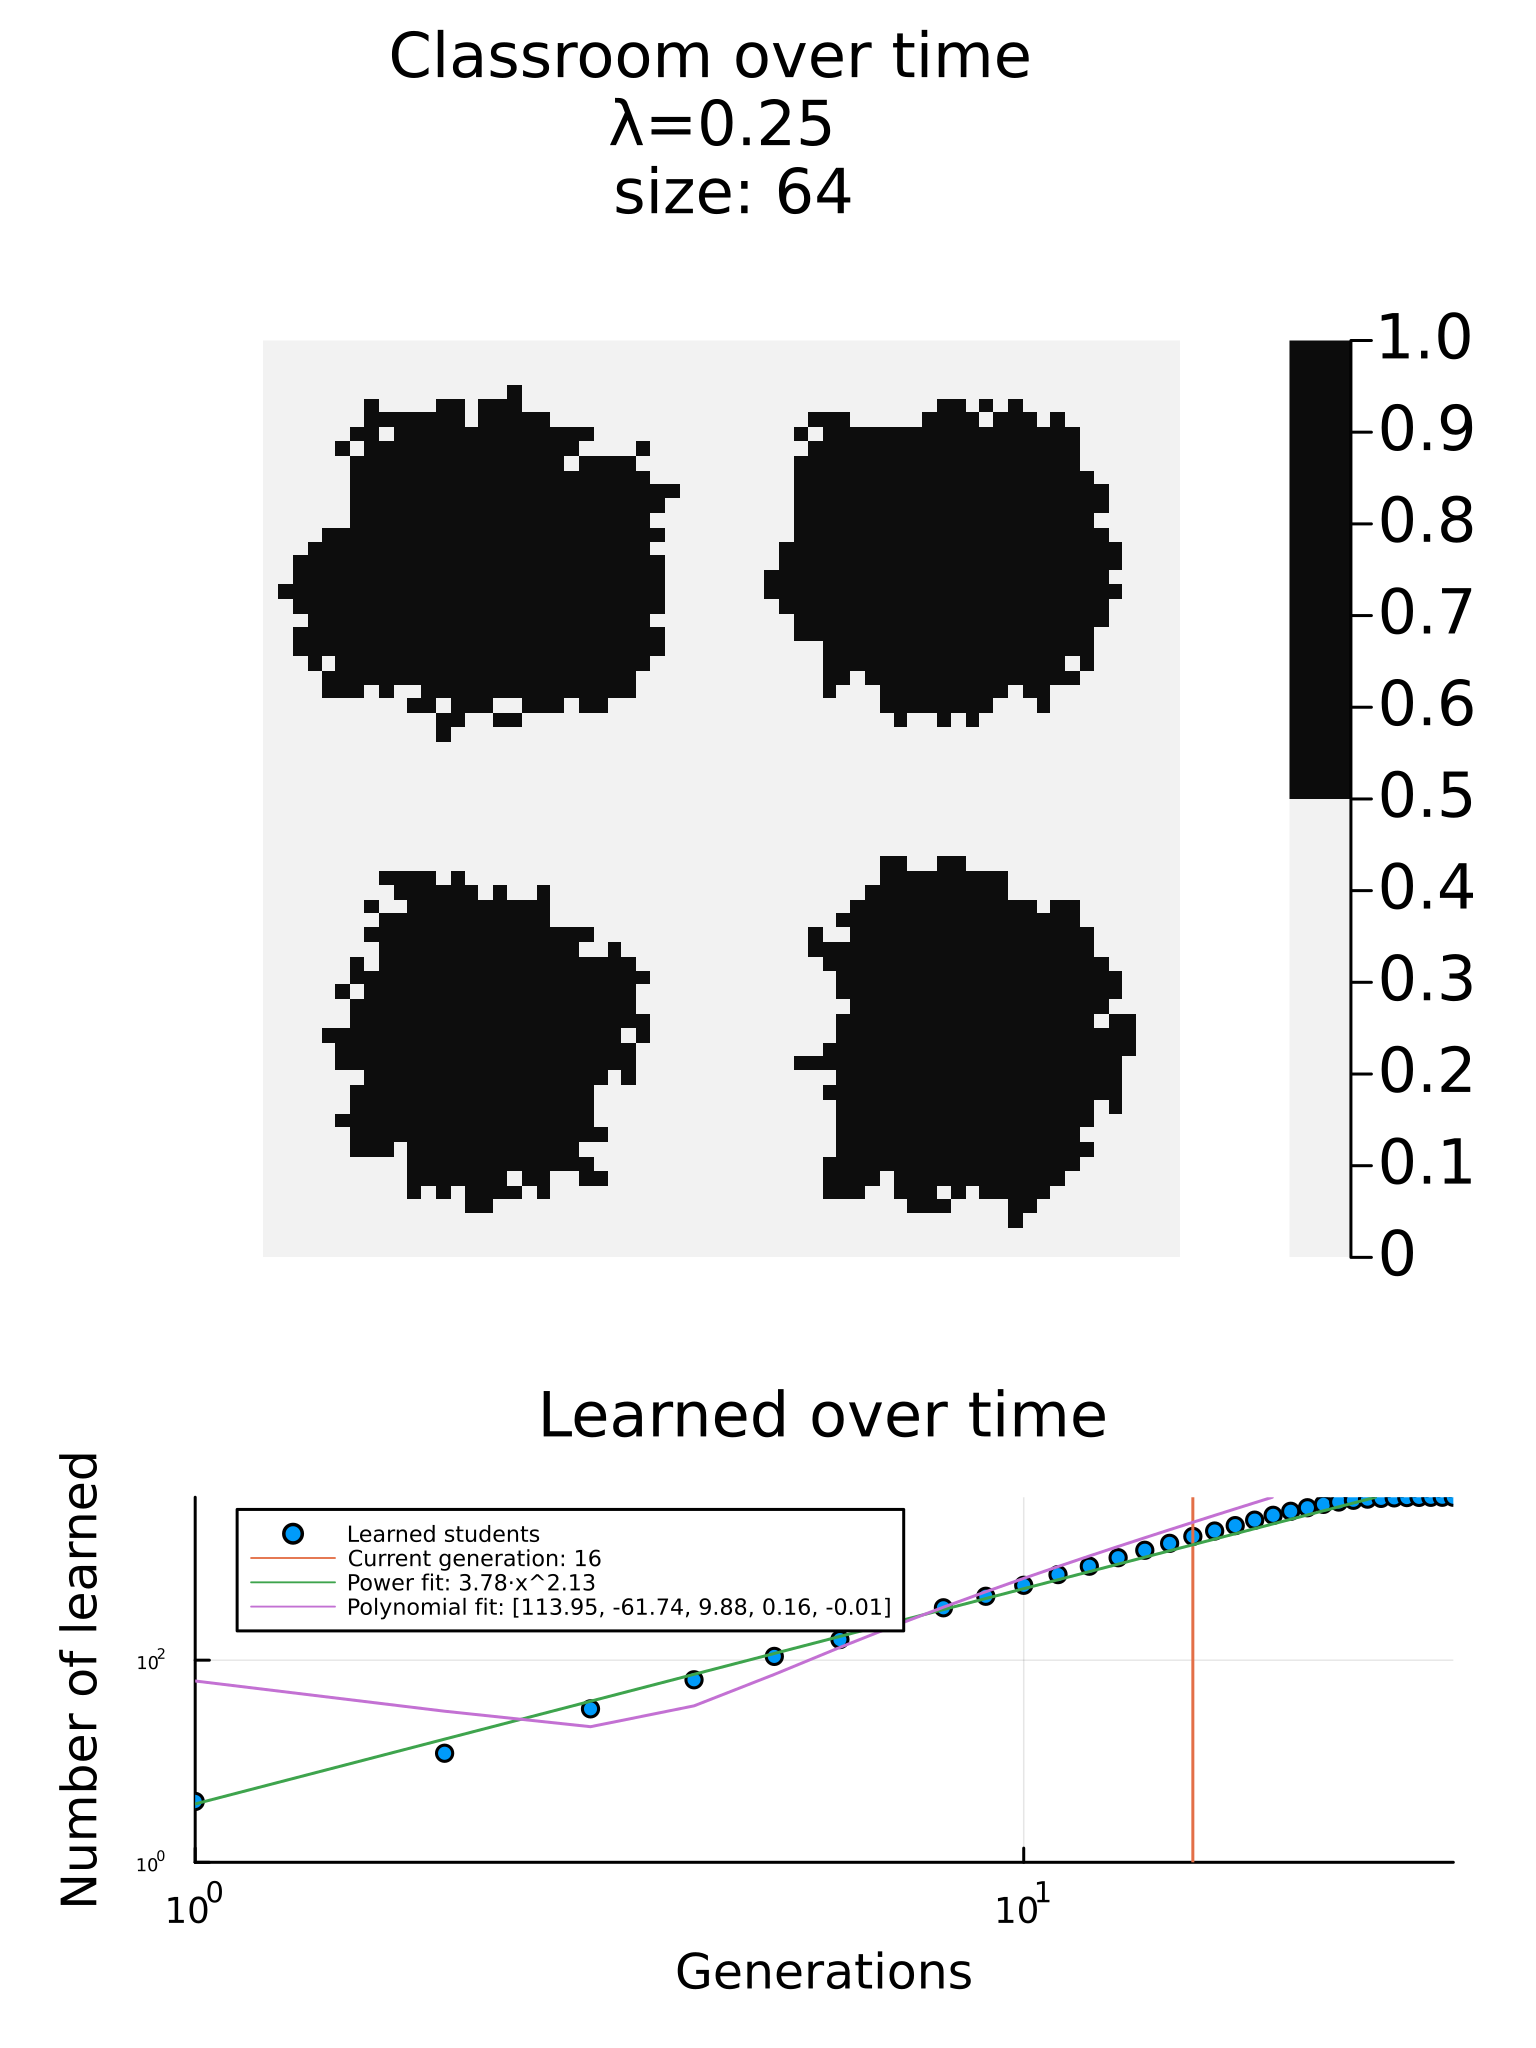 Classroom over time
λ=0.25
size: 64
1.0
0.9
0.8
0.7
0.6
0.5
0.4
0.3
0.2
0.1
0
Learned over time
Number of learned
Learned students
Current generation: 16
Power fit: 3.78·x^2.13
Polynomial fit: [113.95, -61.74, 9.88, 0.16, -0.01]
10²
10⁰
10⁰
10¹
Generations